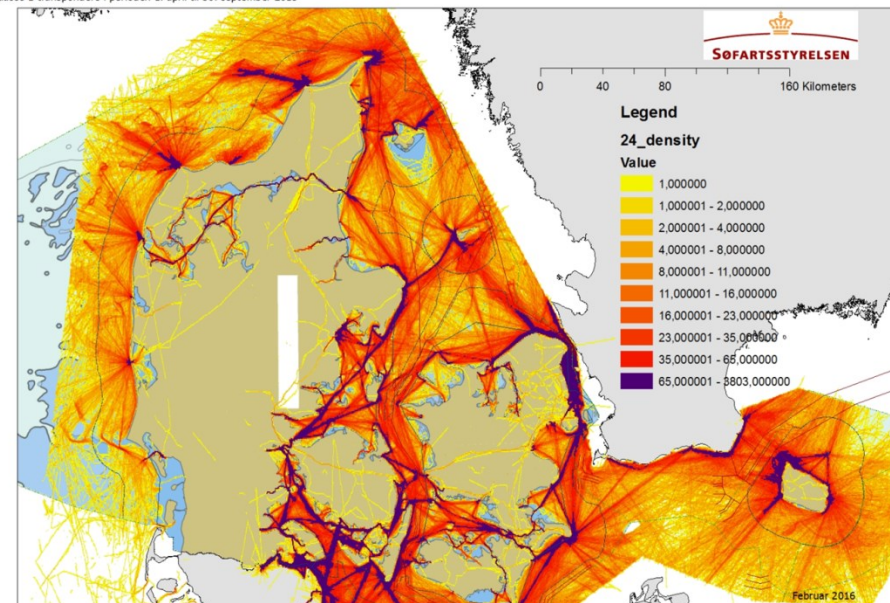 SØFARTSSTYRELSEN
0 40 80 160 Kilometers
Legend
24_density
Value
1,000000
1,000001 - 2,000000
2,000001 - 4,000000
4,000001 - 8,000000
8,000001 - 11,000000
11,000001 - 16,000000
16,000001 - 23,000000
23,000001 - 35,000000
35,000001 - 65,000000
65,000001 - 3803,000000
Februar 2016